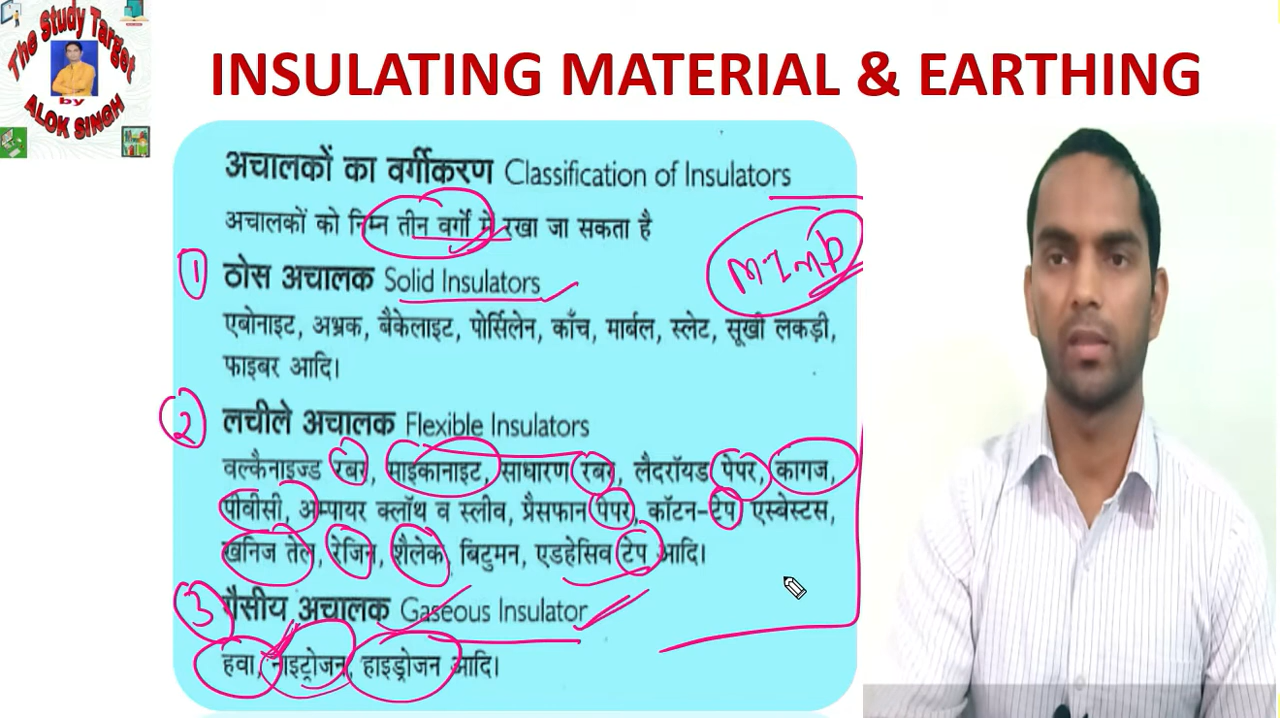 The Study Target
by
ALOK SINGH
INSULATING MATERIAL & EARTHING
अचालकों का वर्गीकरण Classification of Insulators
अचालकों को निम्न तीन वर्गों में रखा जा सकता है
M.Imp
1 ठोस अचालक Solid Insulators
एबोनाइट, अभ्रक, बैकेलाइट, पोर्सिलेन, काँच, मार्बल, स्लेट, सूखी लकड़ी,
फाइबर आदि।
2 लचीले अचालक Flexible Insulators
वल्कैनाइज्ड रबर, माइकानाइट, साधारण रबर, लैदरॉयड पेपर, कागज,
पीवीसी, अम्पायर क्लॉथ व स्लीव, प्रैसफान पेपर, कॉटन-टेप एस्बेस्टस,
खनिज तेल, रेजिन, शैलेक, बिटुमन, एडहेसिव टेप आदि।
3 गैसीय अचालक Gaseous Insulator
हवा, नाइट्रोजन, हाइड्रोजन आदि।